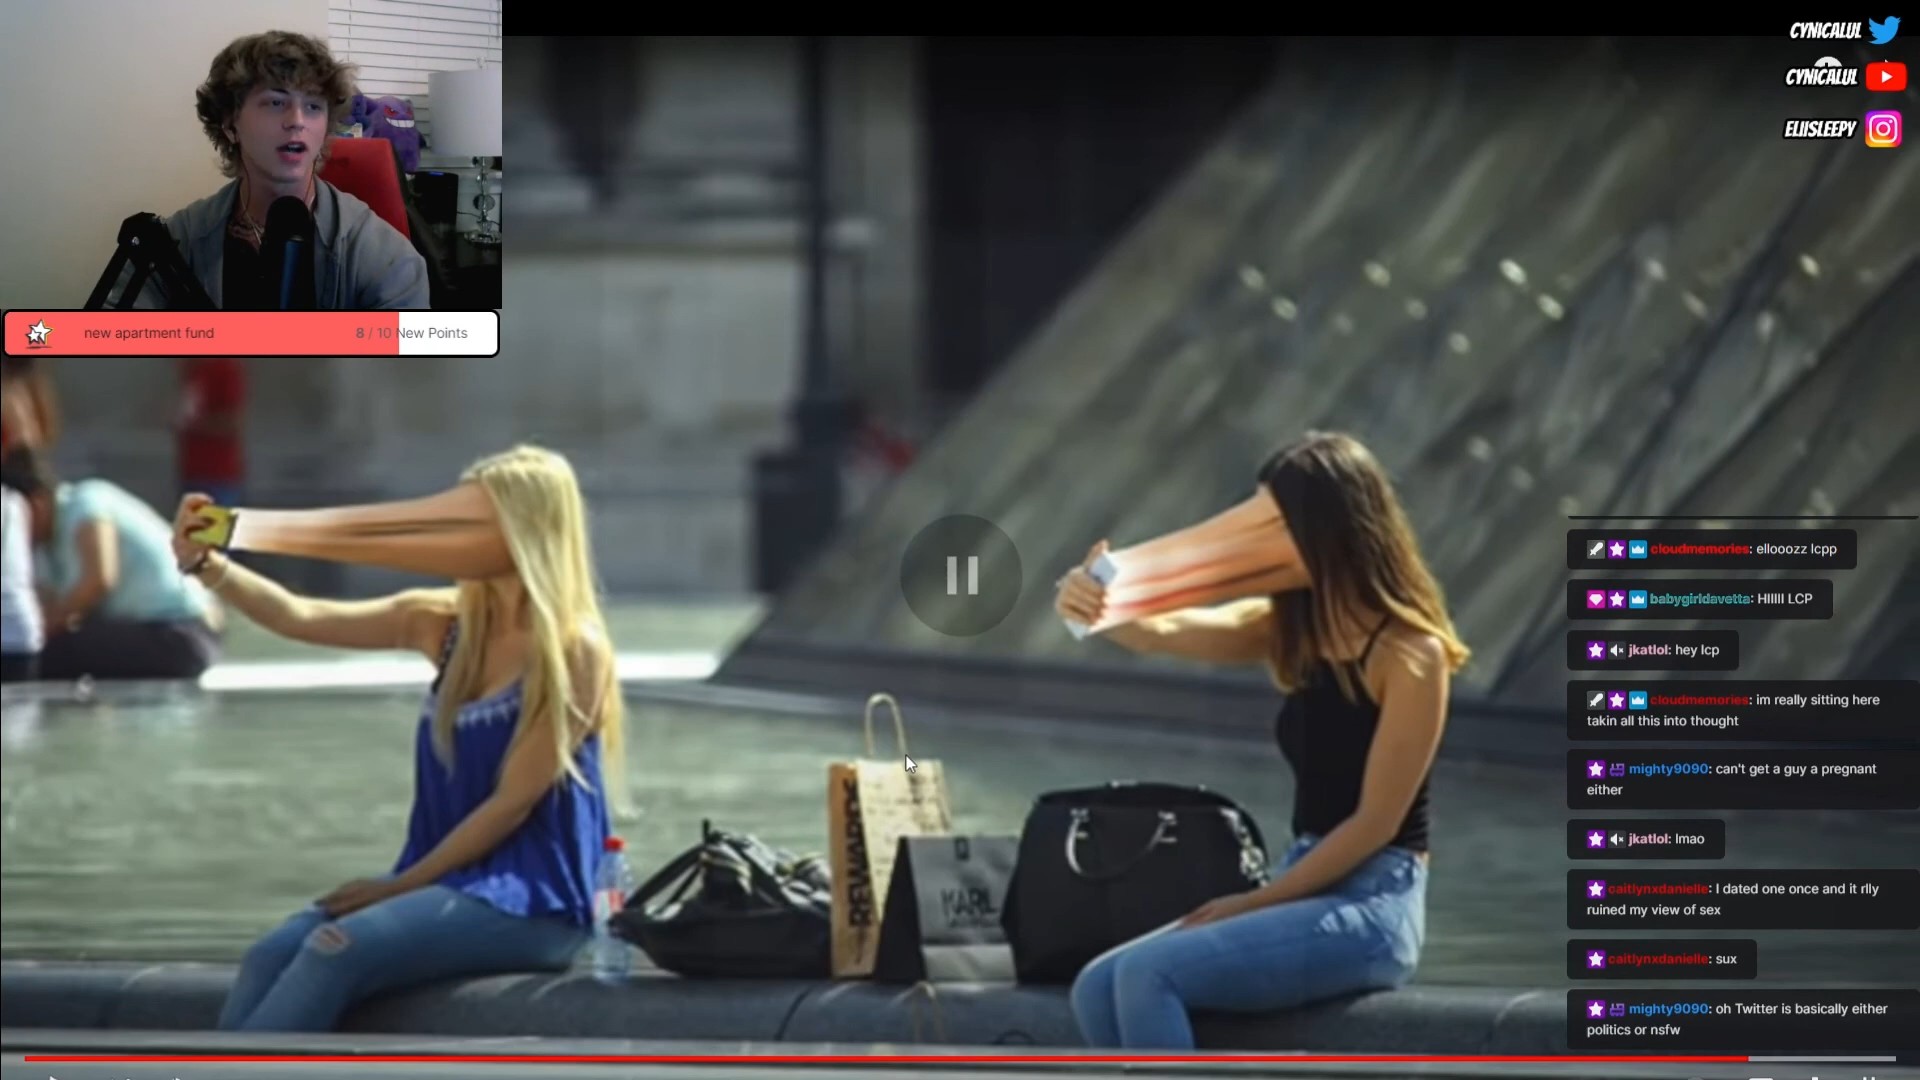 CYNICALUL
CYNICALUL
ELIISLEEPY
new apartment fund 8 / 10 New Points
cloudmemories: ellooozz lcpp
babygirldavetta: HIIIII LCP
jkatlol: hey lcp
cloudmemories: im really sitting here
takin all this into thought
mighty9090: can't get a guy a pregnant
either
jkatlol: lmao
caitlynxdanielle: I dated one once and it rlly
ruined my view of sex
caitlynxdanielle: sux
mighty9090: oh Twitter is basically either
politics or nsfw
REWARDS
KARL